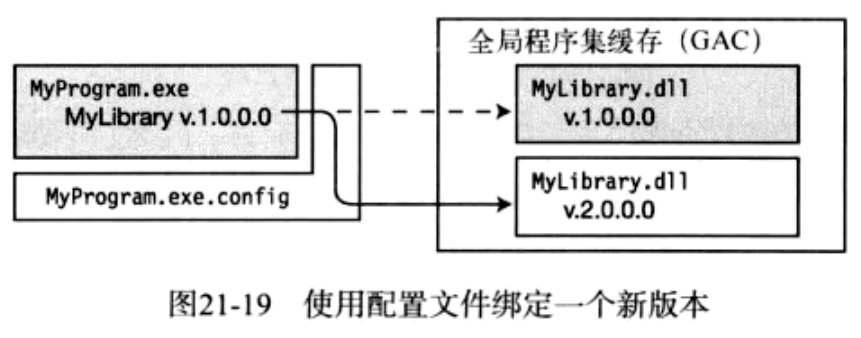 全局程序集缓存（GAC）
MyProgram.exe
MyLibrary v.1.0.0.0
MyLibrary.dll
v.1.0.0.0
MyProgram.exe.config
MyLibrary.dll
v.2.0.0.0
图21-19 使用配置文件绑定一个新版本